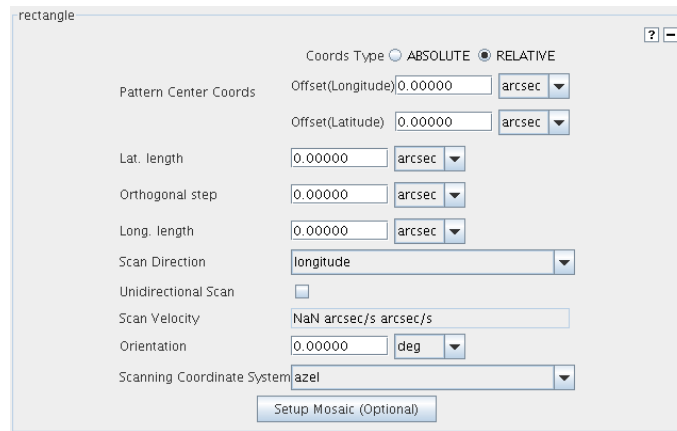 rectangle
?
Coords Type ABSOLUTE RELATIVE
Pattern Center Coords
Offset(Longitude) 0.00000 arcsec
Offset(Latitude) 0.00000 arcsec
Lat. length 0.00000 arcsec
Orthogonal step 0.00000 arcsec
Long. length 0.00000 arcsec
Scan Direction longitude
Unidirectional Scan
Scan Velocity NaN arcsec/s arcsec/s
Orientation 0.00000 deg
Scanning Coordinate System azel
Setup Mosaic (Optional)